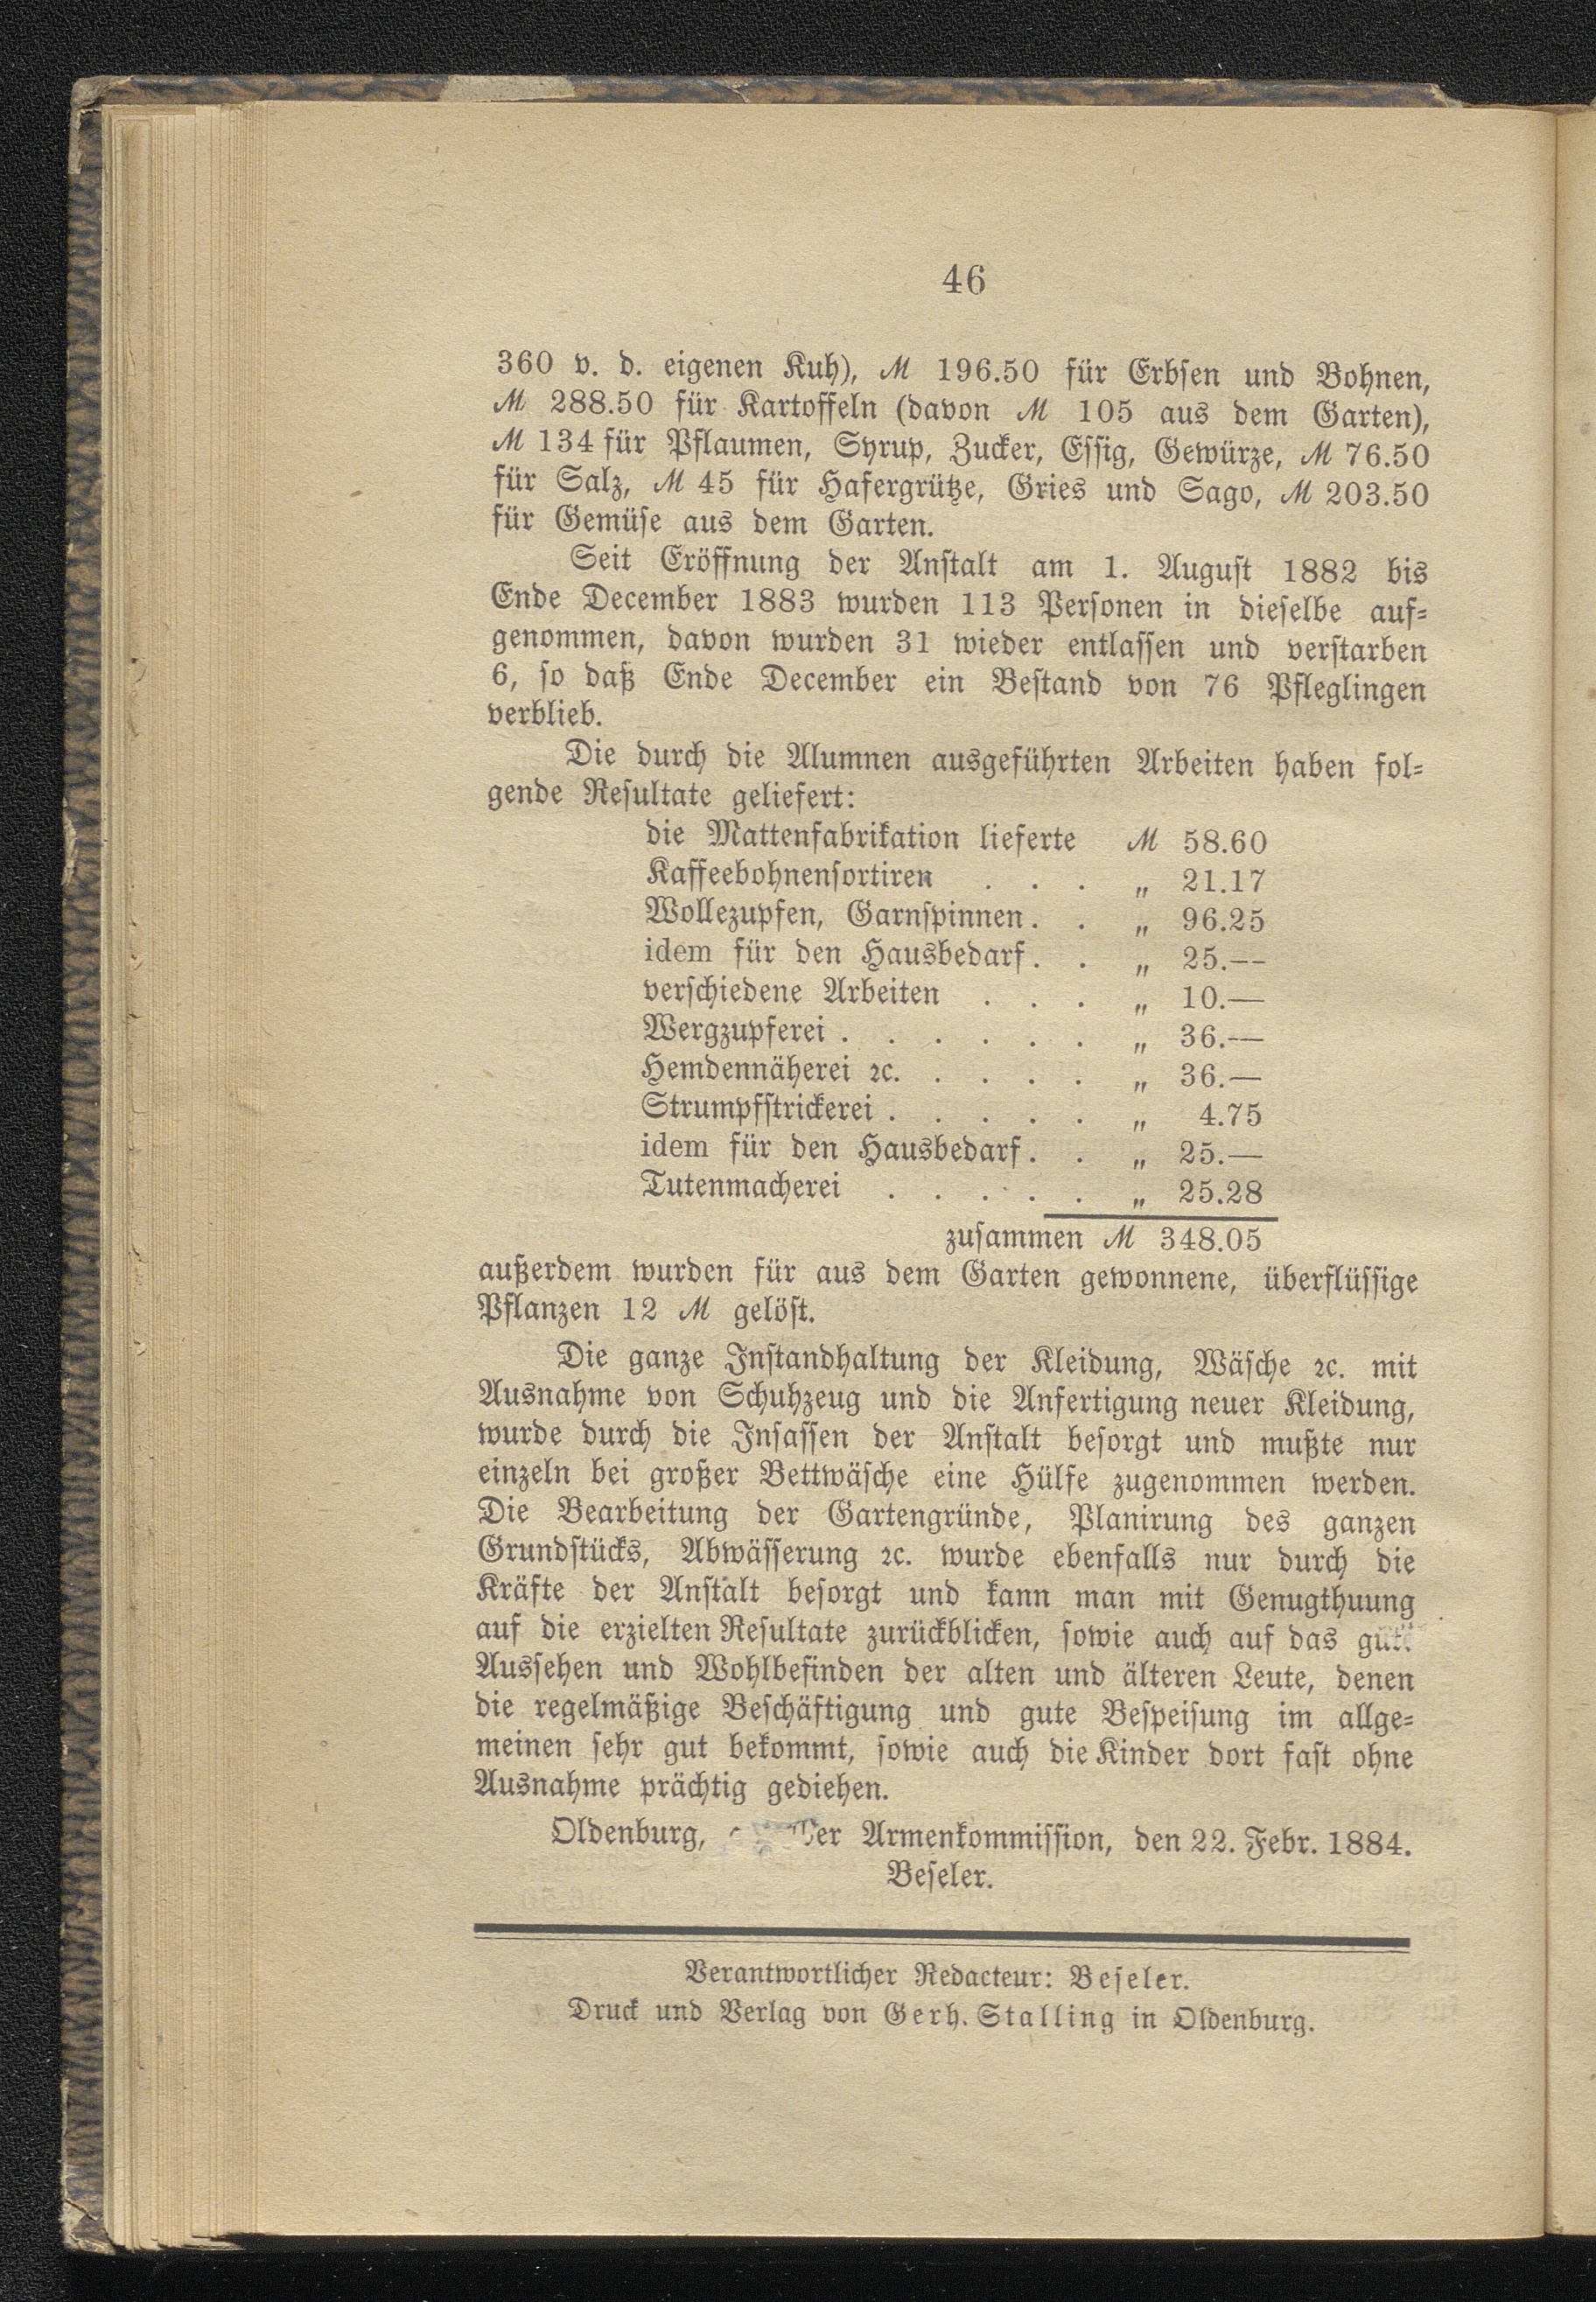 46
360 v. d. eigenen Kuh), ℳ 196.50 für Erbsen und Bohnen,
ℳ 288.50 für Kartoffeln (davon ℳ 105 aus dem Garten),
ℳ 134 für Pflaumen, Syrup, Zucker, Essig, Gewürze, ℳ 76.50
für Salz, ℳ 45 für Hafergrütze, Gries und Sago, ℳ 203.50
für Gemüse aus dem Garten.
Seit Eröffnung der Anstalt am 1. August 1882 bis
Ende December 1883 wurden 113 Personen in dieselbe auf-
genommen, davon wurden 31 wieder entlassen und verstarben
6, so daß Ende December ein Bestand von 76 Pfleglingen
verblieb.
Die durch die Alumnen ausgeführten Arbeiten haben fol-
gende Resultate geliefert:
die Mattenfabrikation lieferte ℳ 58.60
Kaffeebohnensortiren . . . „ 21.17
Wollezupfen, Garnspinnen . . „ 96.25
idem für den Hausbedarf . . „ 25.—
verschiedene Arbeiten . . . „ 10.—
Wergzupferei . . . . . . „ 36.—
Hemdennäherei ꝛc. . . . . „ 36.—
Strumpfstrickerei . . . . . „ 4.75
idem für den Hausbedarf . . „ 25.—
Tutenmacherei . . . . . „ 25.28
zusammen ℳ 348.05
außerdem wurden für aus dem Garten gewonnene, überflüssige
Pflanzen 12 ℳ gelöst.
Die ganze Instandhaltung der Kleidung, Wäsche ꝛc. mit
Ausnahme von Schuhzeug und die Anfertigung neuer Kleidung,
wurde durch die Insassen der Anstalt besorgt und mußte nur
einzeln bei großer Bettwäsche eine Hülfe zugenommen werden.
Die Bearbeitung der Gartengründe, Planirung des ganzen
Grundstücks, Abwässerung ꝛc. wurde ebenfalls nur durch die
Kräfte der Anstalt besorgt und kann man mit Genugthuung
auf die erzielten Resultate zurückblicken, sowie auch auf das gute
Aussehen und Wohlbefinden der alten und älteren Leute, denen
die regelmäßige Beschäftigung und gute Bespeisung im allge-
meinen sehr gut bekommt, sowie auch die Kinder dort fast ohne
Ausnahme prächtig gediehen.
Oldenburg, der Armenkommission, den 22. Febr. 1884.
Beseler.
Verantwortlicher Redacteur: Beseler.
Druck und Verlag von Gerh. Stalling in Oldenburg.